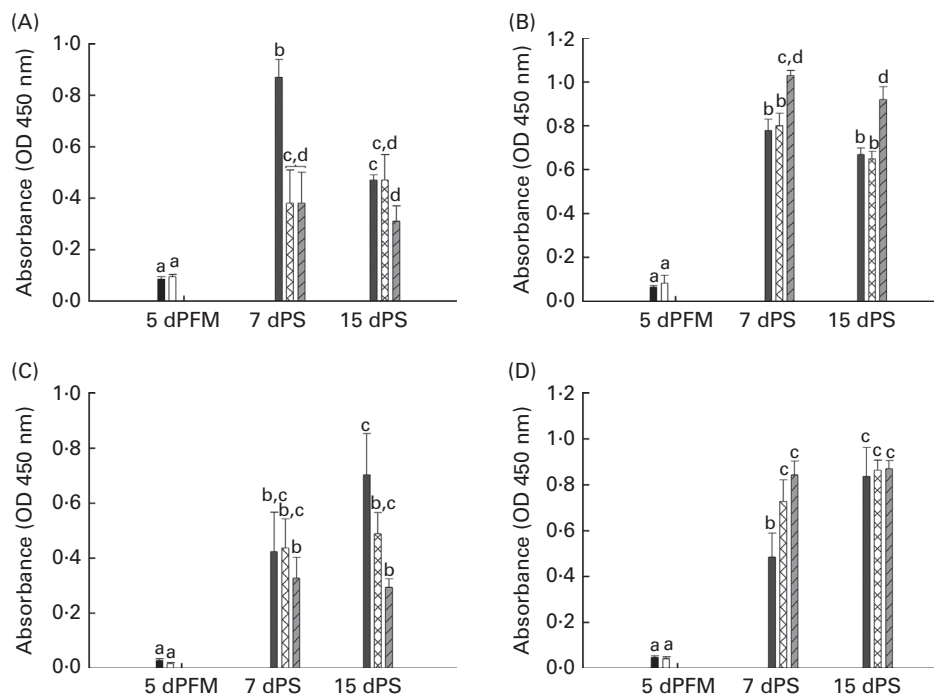 (A)
Absorbance (OD 450 nm)
1·0
0·8
0·6
0·4
0·2
0·0
a a
b
c,d
c
c,d
d
5 dPFM 7 dPS 15 dPS
(B)
Absorbance (OD 450 nm)
1·2
1·0
0·8
0·6
0·4
0·2
0·0
a a
b b
c,d
b b
d
5 dPFM 7 dPS 15 dPS
(C)
Absorbance (OD 450 nm)
1·0
0·8
0·6
0·4
0·2
0·0
a a
b,c
b,c
b
c
b,c
b
5 dPFM 7 dPS 15 dPS
(D)
Absorbance (OD 450 nm)
1·2
1·0
0·8
0·6
0·4
0·2
0·0
a a
b
c
c
c c c
5 dPFM 7 dPS 15 dPS